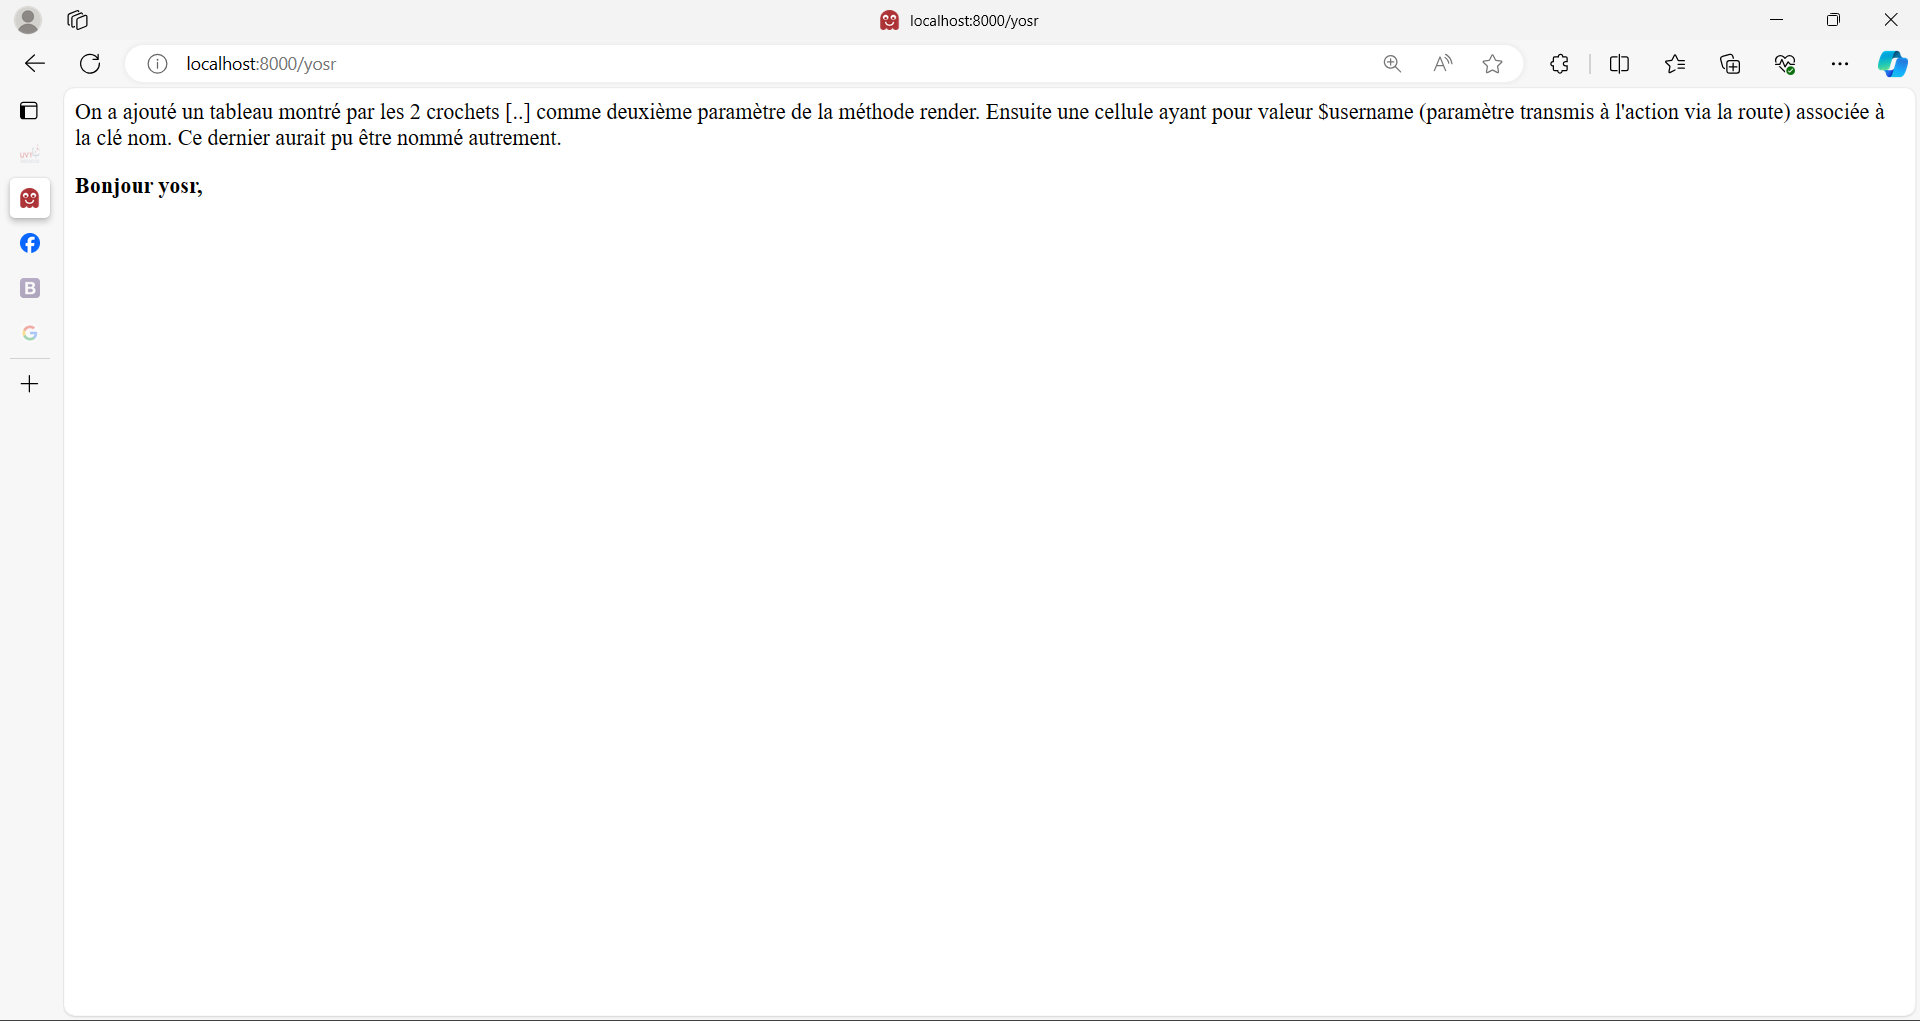 localhost:8000/yosr
localhost:8000/yosr
On a ajouté un tableau montré par les 2 crochets [..] comme deuxième paramètre de la méthode render. Ensuite une cellule ayant pour valeur $username (paramètre transmis à l'action via la route) associée à
la clé nom. Ce dernier aurait pu être nommé autrement.
Bonjour yosr,
B